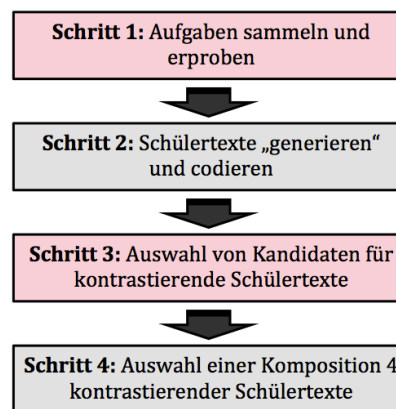 Schritt 1: Aufgaben sammeln und
erproben
Schritt 2: Schülertexte „generieren“
und codieren
Schritt 3: Auswahl von Kandidaten für
kontrastierende Schülertexte
Schritt 4: Auswahl einer Komposition 4
kontrastierender Schülertexte